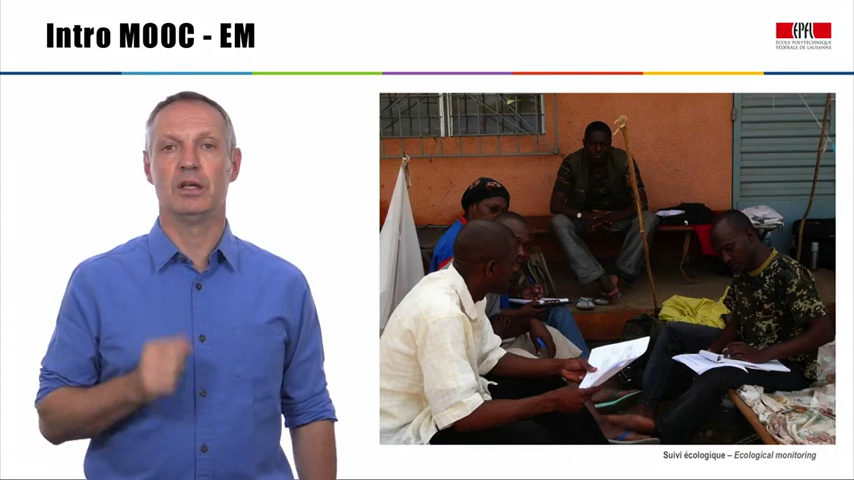 Intro MOOC - EM
EPFL
ÉCOLE POLYTECHNIQUE
FÉDÉRALE DE LAUSANNE
Suivi écologique – Ecological monitoring